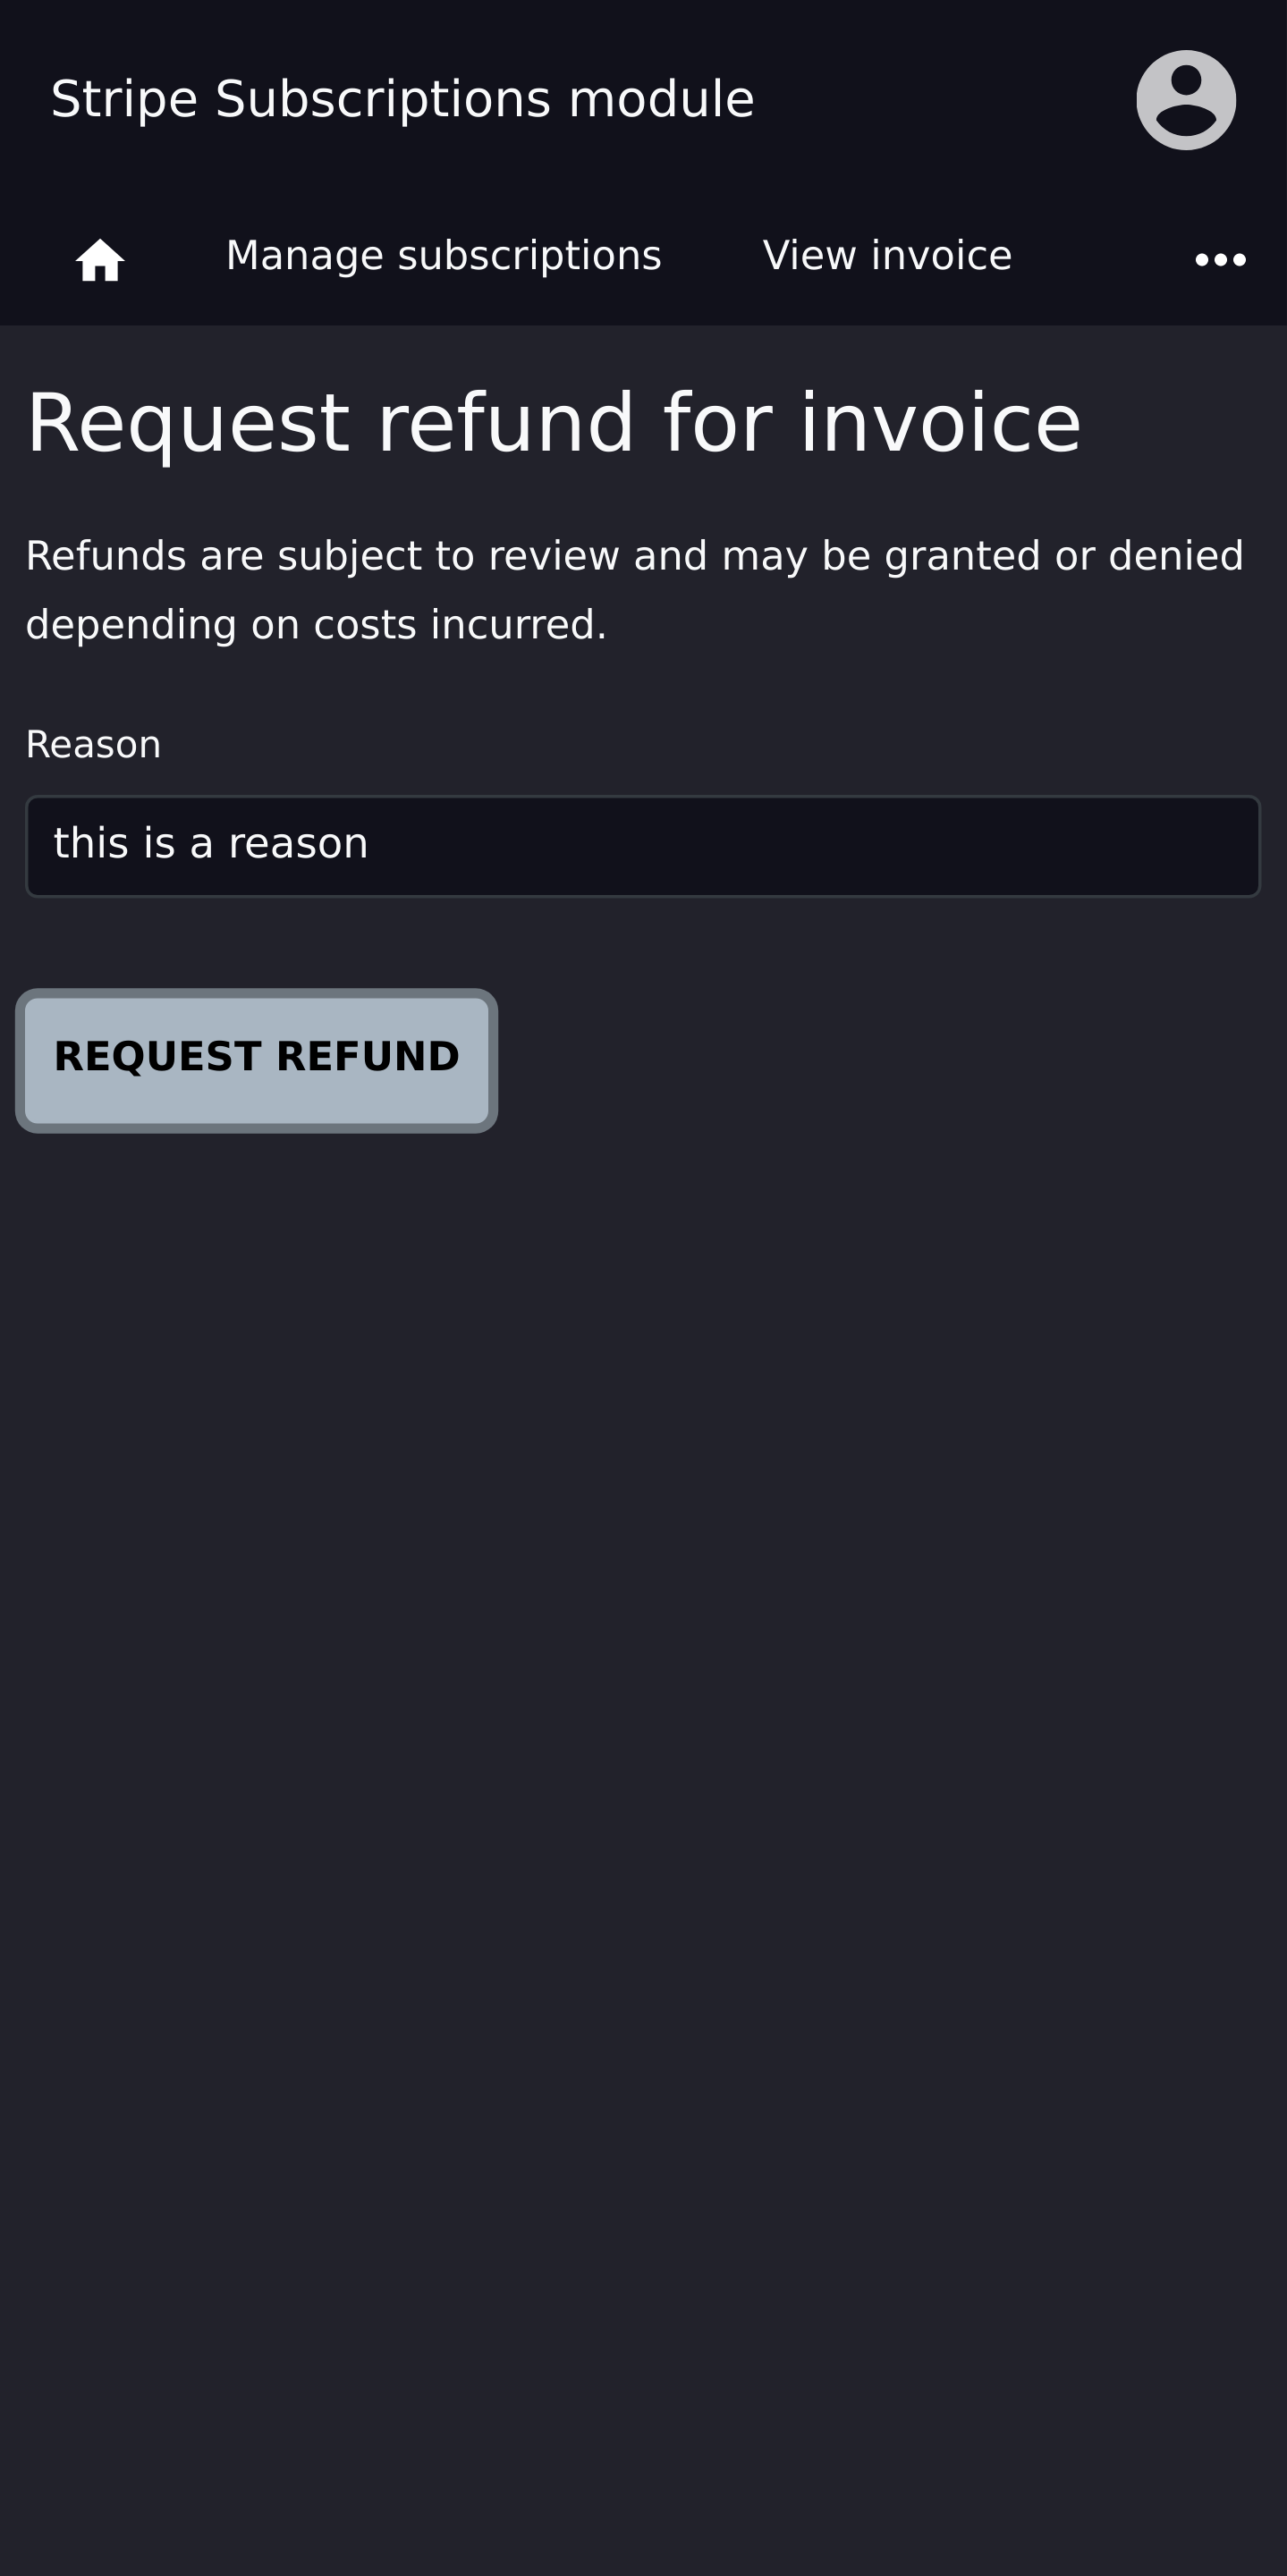 Stripe Subscriptions module
Manage subscriptions View invoice
Request refund for invoice
Refunds are subject to review and may be granted or denied
depending on costs incurred.
Reason
this is a reason
REQUEST REFUND